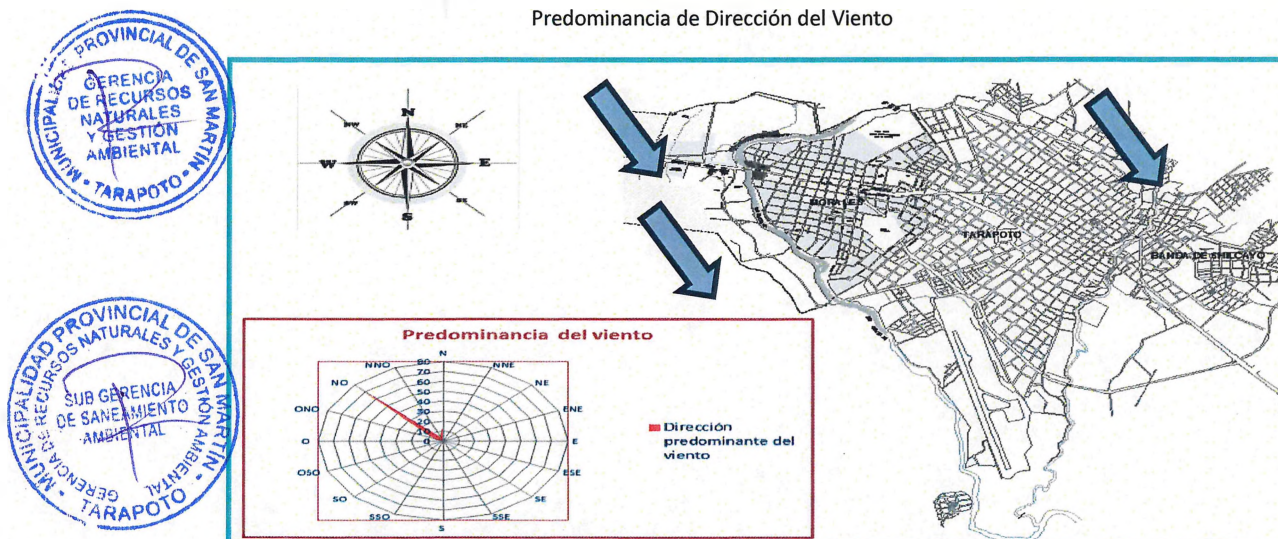 Predominancia de Dirección del Viento
MUNICIPALIDAD PROVINCIAL DE SAN MARTIN
GERENCIA
DE RECURSOS
NATURALES
Y GESTIÓN
AMBIENTAL
• TARAPOTO •
N
NW
NE
W
E
SW
SE
S
MORALES
TARAPOTO
BANDA DE SHILCAYO
MUNICIPALIDAD PROVINCIAL DE SAN MARTIN
GERENCIA DE RECURSOS NATURALES Y GESTIÓN AMBIENTAL
SUB GERENCIA
DE SANEAMIENTO
AMBIENTAL
TARAPOTO
Predominancia del viento
N
NNO
NNE
NO
NE
ONO
ENE
O
E
OSO
ESE
SO
SE
SSO
SSE
S
80
70
60
50
40
30
20
10
0
Dirección
predominante del
viento